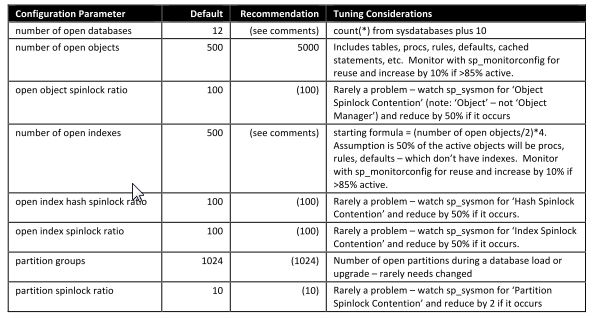 Configuration Parameter Default Recommendation Tuning Considerations
number of open databases 12 (see comments) count(*) from sysdatabases plus 10
number of open objects 500 5000 Includes tables, procs, rules, defaults, cached
statements, etc. Monitor with sp_monitorconfig for
reuse and increase by 10% if >85% active.
open object spinlock ratio 100 (100) Rarely a problem – watch sp_sysmon for 'Object
Spinlock Contention' (note: 'Object' – not 'Object
Manager') and reduce by 50% if it occurs
number of open indexes 500 (see comments) starting formula = (number of open objects/2)*4.
Assumption is 50% of the active objects will be procs,
rules, defaults – which don't have indexes. Monitor
with sp_monitorconfig for reuse and increase by 10% if
>85% active.
open index hash spinlock ratio 100 (100) Rarely a problem – watch sp_sysmon for 'Hash Spinlock
Contention' and reduce by 50% if it occurs.
open index spinlock ratio 100 (100) Rarely a problem – watch sp_sysmon for 'Index Spinlock
Contention' and reduce by 50% if it occurs.
partition groups 1024 (1024) Number of open partitions during a database load or
upgrade – rarely needs changed
partition spinlock ratio 10 (10) Rarely a problem – watch sp_sysmon for 'Partition
Spinlock Contention' and reduce by 2 if it occurs